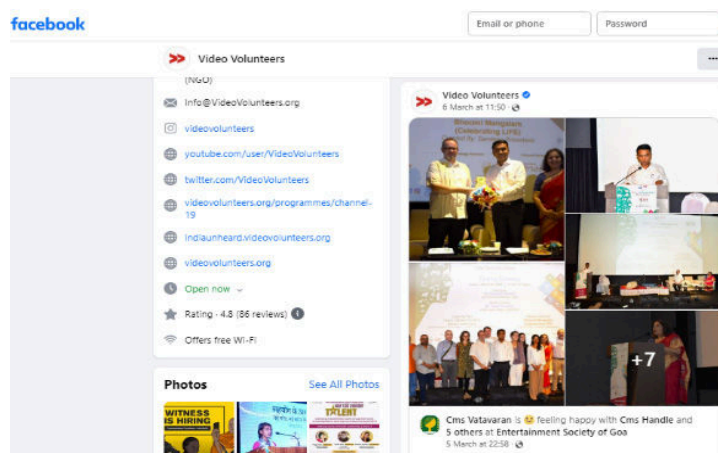 facebook
Email or phone
Password
Video Volunteers
(NGO)
Info@VideoVolunteers.org
videovolunteers
youtube.com/user/VideoVolunteers
twitter.com/VideoVolunteers
videovolunteers.org/programmes/channel-
19
indiaunheard.videovolunteers.org
videovolunteers.org
Open now
Rating · 4.8 (86 reviews)
Offers free Wi-Fi
Photos
See All Photos
WITNESS
IS HIRING
TALENT
Video Volunteers
6 March at 11:50 ·
Bhuvani Mangalam
(Celebrating LIFE)
+7
Cms Vatavaran is 😊 feeling happy with Cms Handle and
5 others at Entertainment Society of Goa
5 March at 22:58 ·